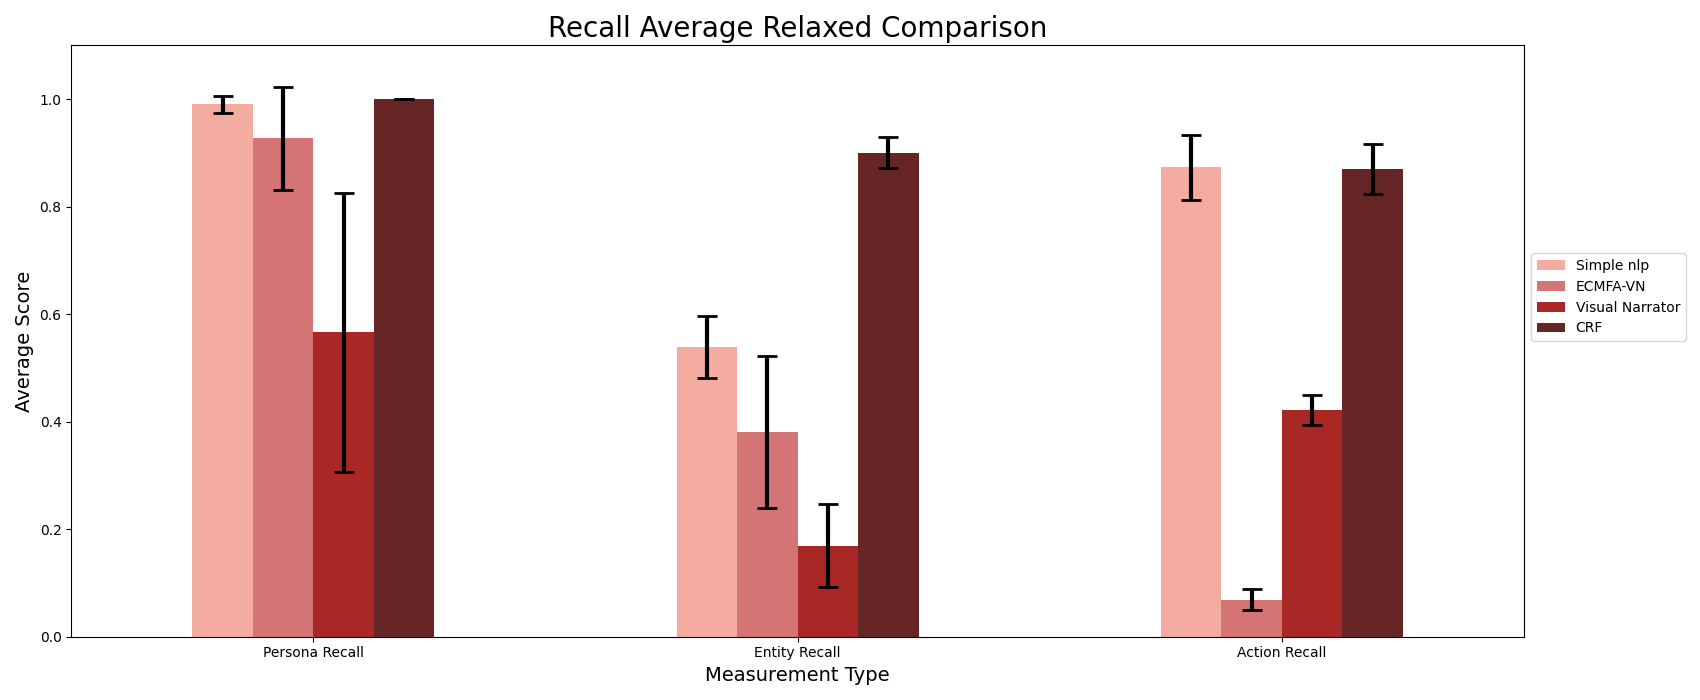 Recall Average Relaxed Comparison
Average Score
1.0
0.8
0.6
0.4
0.2
0.0
Persona Recall
Entity Recall
Action Recall
Measurement Type
Simple nlp
ECMFA-VN
Visual Narrator
CRF